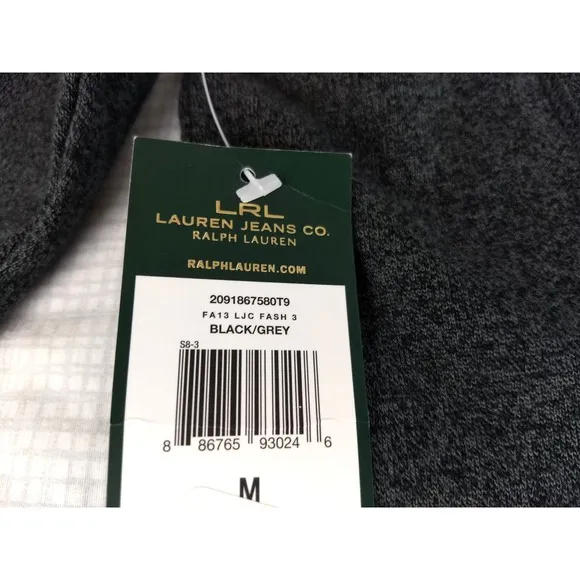 LRL
LAUREN JEANS CO.
RALPH LAUREN
RALPHLAUREN.COM
2091867580T9
FA13 LJC FASH 3
BLACK/GREY
S8-3
8 86765 93024 6
M